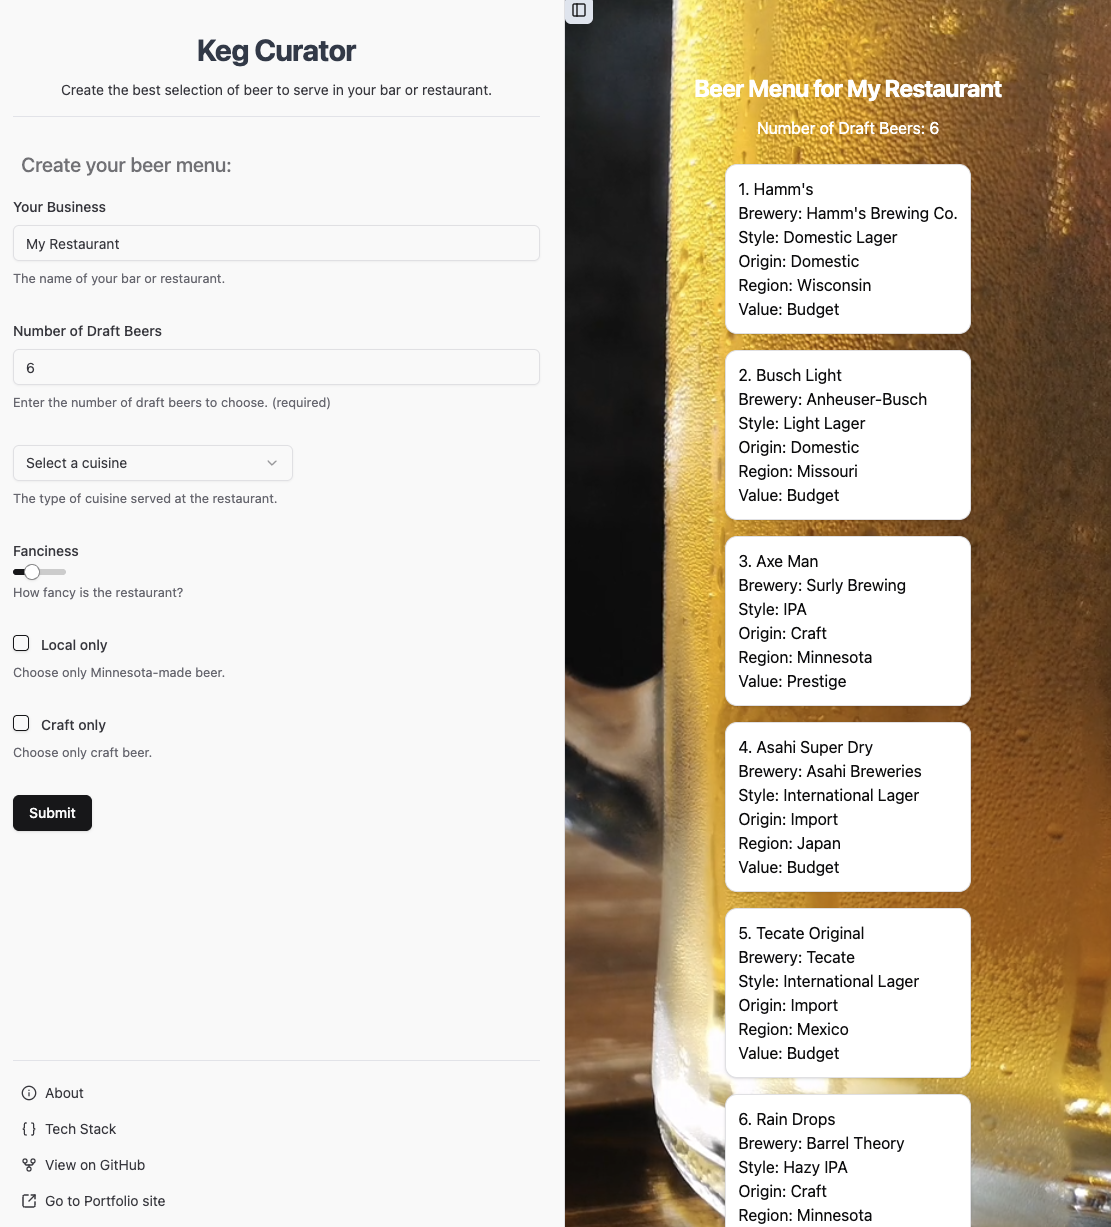 Keg Curator
Create the best selection of beer to serve in your bar or restaurant.
Create your beer menu:
Your Business
My Restaurant
The name of your bar or restaurant.
Number of Draft Beers
6
Enter the number of draft beers to choose. (required)
Select a cuisine
The type of cuisine served at the restaurant.
Fanciness
How fancy is the restaurant?
Local only
Choose only Minnesota-made beer.
Craft only
Choose only craft beer.
Submit
About
Tech Stack
View on GitHub
Go to Portfolio site
Beer Menu for My Restaurant
Number of Draft Beers: 6
1. Hamm's
Brewery: Hamm's Brewing Co.
Style: Domestic Lager
Origin: Domestic
Region: Wisconsin
Value: Budget
2. Busch Light
Brewery: Anheuser-Busch
Style: Light Lager
Origin: Domestic
Region: Missouri
Value: Budget
3. Axe Man
Brewery: Surly Brewing
Style: IPA
Origin: Craft
Region: Minnesota
Value: Prestige
4. Asahi Super Dry
Brewery: Asahi Breweries
Style: International Lager
Origin: Import
Region: Japan
Value: Budget
5. Tecate Original
Brewery: Tecate
Style: International Lager
Origin: Import
Region: Mexico
Value: Budget
6. Rain Drops
Brewery: Barrel Theory
Style: Hazy IPA
Origin: Craft
Region: Minnesota